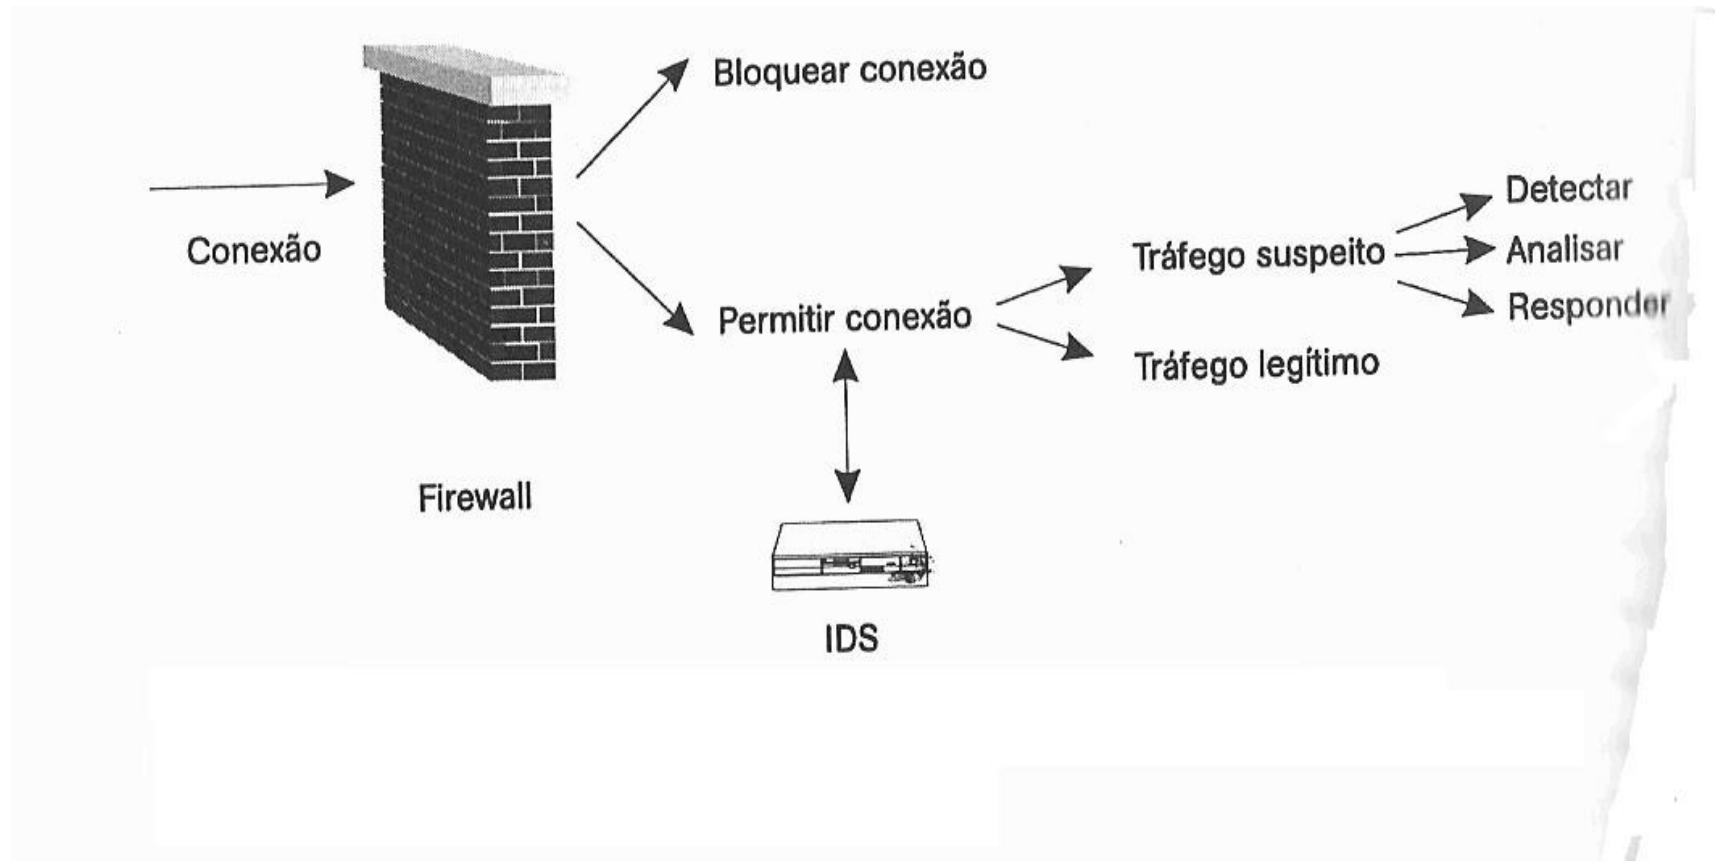 Bloquear conexão
Conexão
Detectar
Tráfego suspeito
Analisar
Responder
Permitir conexão
Tráfego legítimo
Firewall
IDS